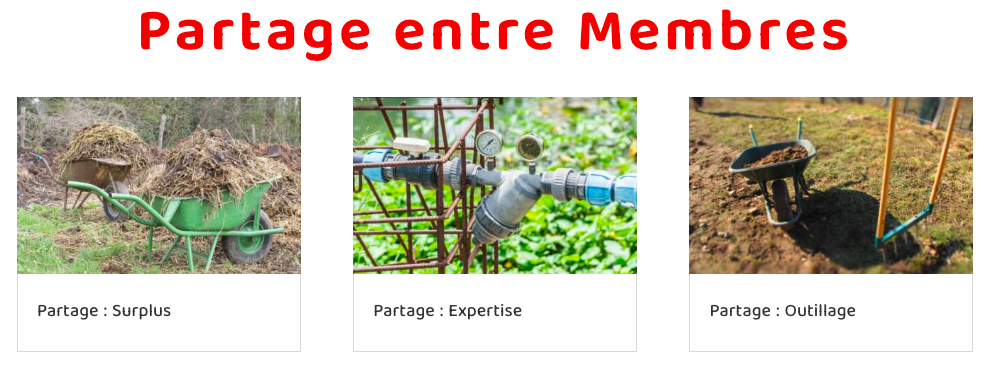 Partage entre Membres
Partage : Surplus
Partage : Expertise
Partage : Outillage